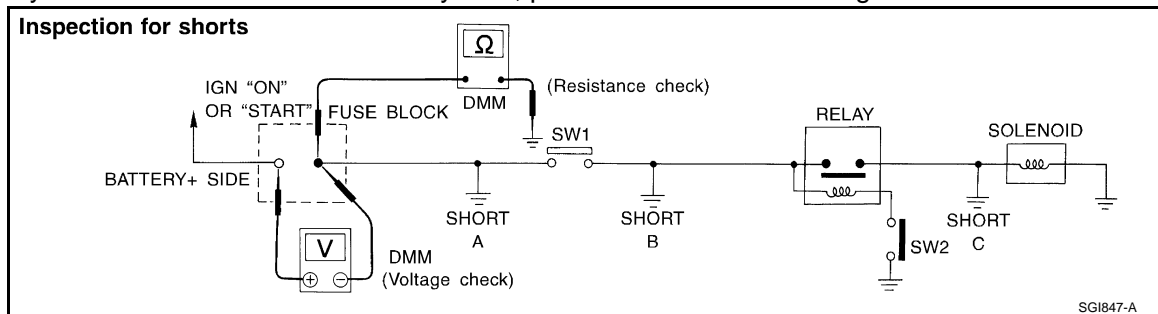 Inspection for shorts
Ω
IGN "ON"
OR "START"
FUSE BLOCK
DMM
(Resistance check)
SW1
RELAY
SOLENOID
BATTERY+ SIDE
SHORT
A
SHORT
B
SHORT
C
SW2
V
+ −
DMM
(Voltage check)
SGI847-A